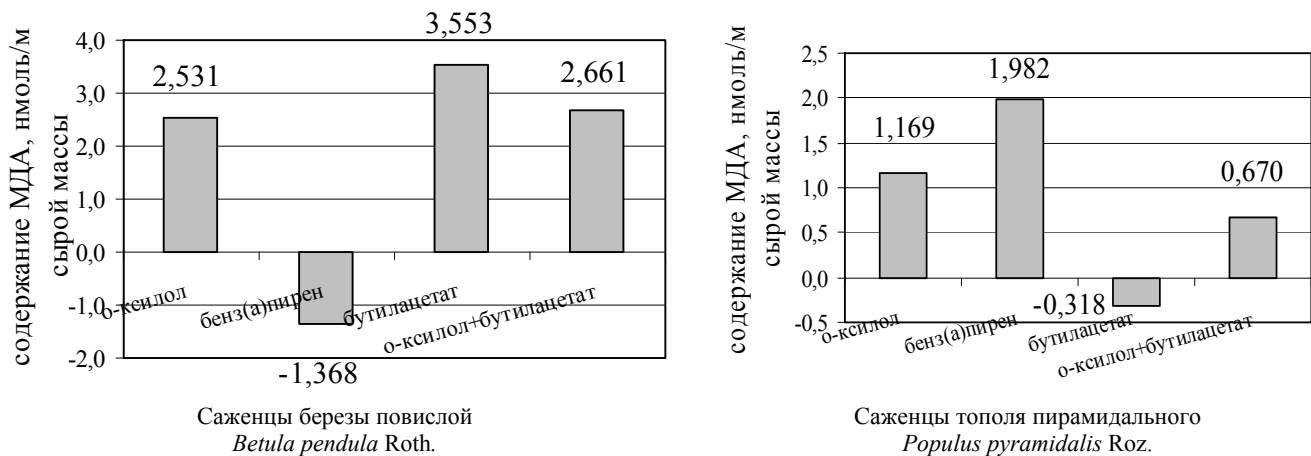 содержание МДА, нмоль/м
сырой массы
4,0
3,0
2,0
1,0
0,0
-1,0
-2,0
2,531
-1,368
3,553
2,661
о-ксилол
бенз(а)пирен
бутилацетат
о-ксилол+бутилацетат
Саженцы березы повислой
Betula pendula Roth.
содержание МДА, нмоль/м
сырой массы
2,5
2,0
1,5
1,0
0,5
0,0
-0,5
1,169
1,982
-0,318
0,670
о-ксилол
бенз(а)пирен
бутилацетат
о-ксилол+бутилацетат
Саженцы тополя пирамидального
Populus pyramidalis Roz.